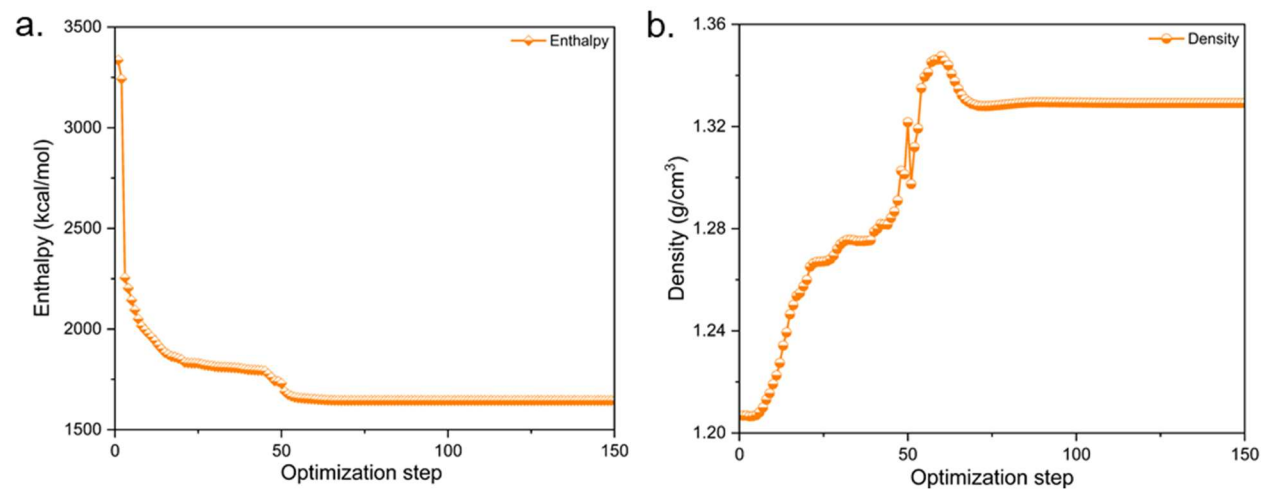 a.
3500
3000
2500
2000
1500
Enthalpy (kcal/mol)
Enthalpy
0
50
100
150
Optimization step
b.
1.36
1.32
1.28
1.24
1.20
Density (g/cm³)
Density
0
50
100
150
Optimization step